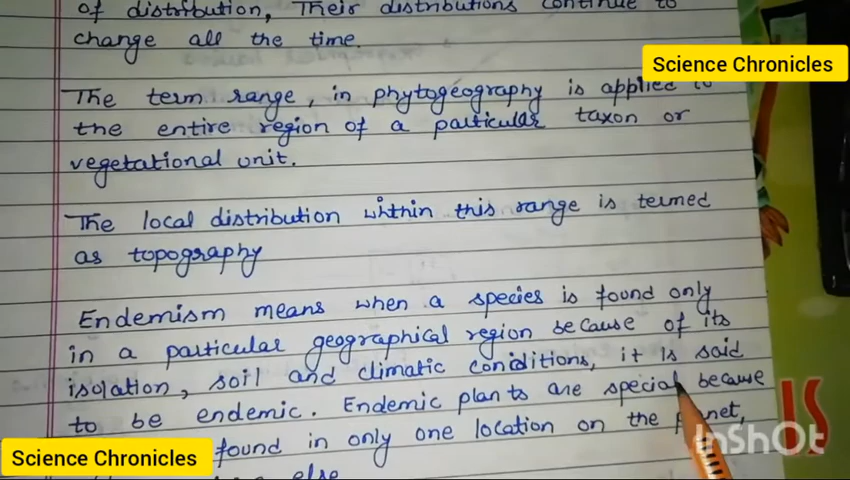 of distribution, Their distributions continue to
change all the time.
Science Chronicles
The term range, in phytogeography is applied to
the entire region of a particular taxon or
vegetational unit.
The local distribution within this range is termed
as topography
Endemism means when a species is found only
in a particular geographical region because of its
isolation, soil and climatic conditions, it is said
to be endemic. Endemic plants are special because
found in only one location on the planet,
else
Science Chronicles
InShOt